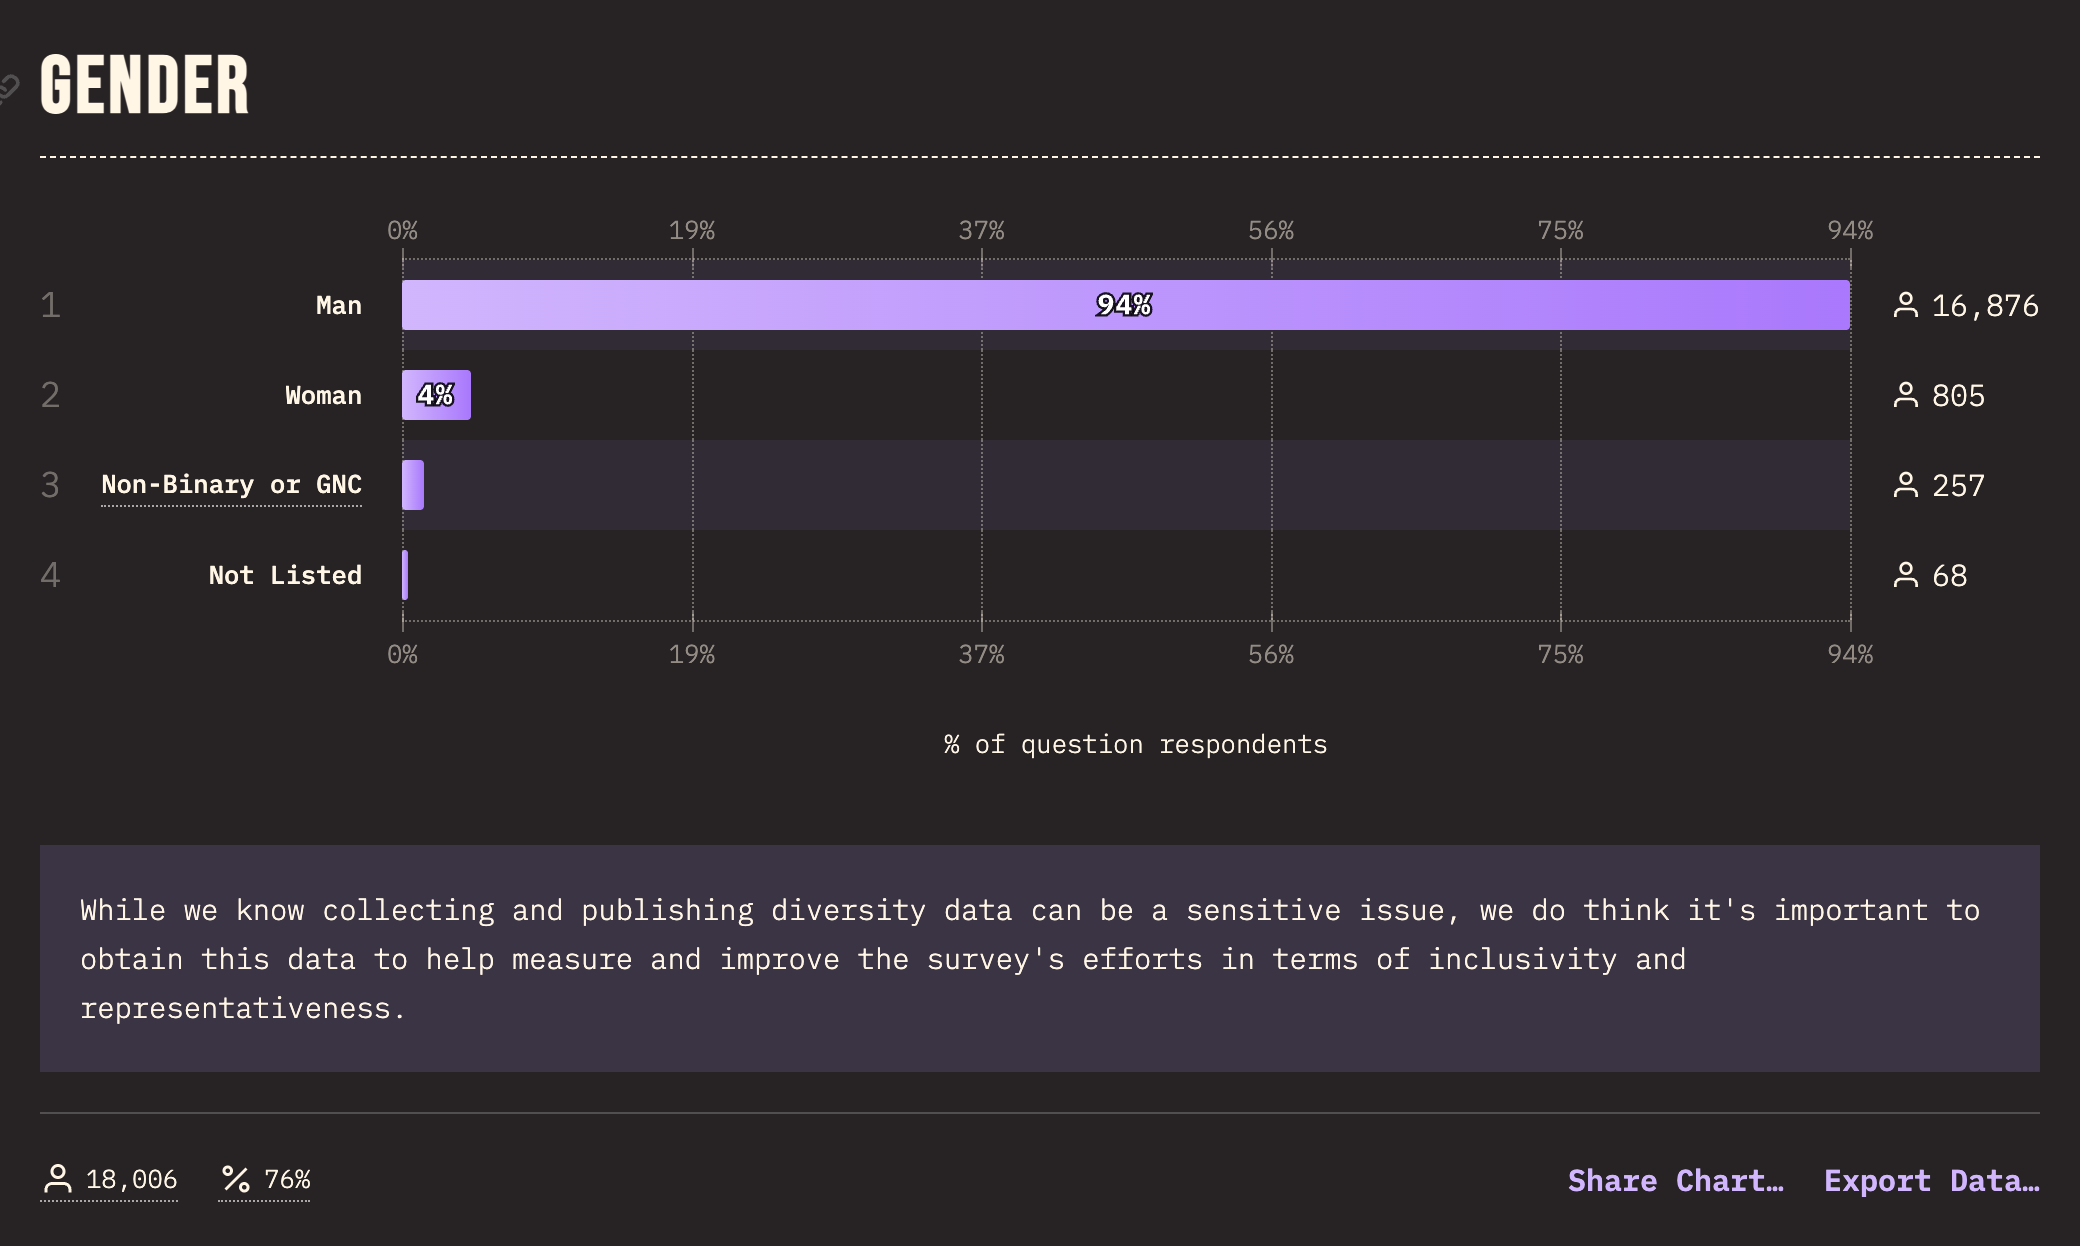 GENDER
0% 19% 37% 56% 75% 94%
1 Man 94% 16,876
2 Woman 4% 805
3 Non-Binary or GNC 257
4 Not Listed 68
0% 19% 37% 56% 75% 94%
% of question respondents
While we know collecting and publishing diversity data can be a sensitive issue, we do think it's important to
obtain this data to help measure and improve the survey's efforts in terms of inclusivity and
representativeness.
18,006 76% Share Chart… Export Data…